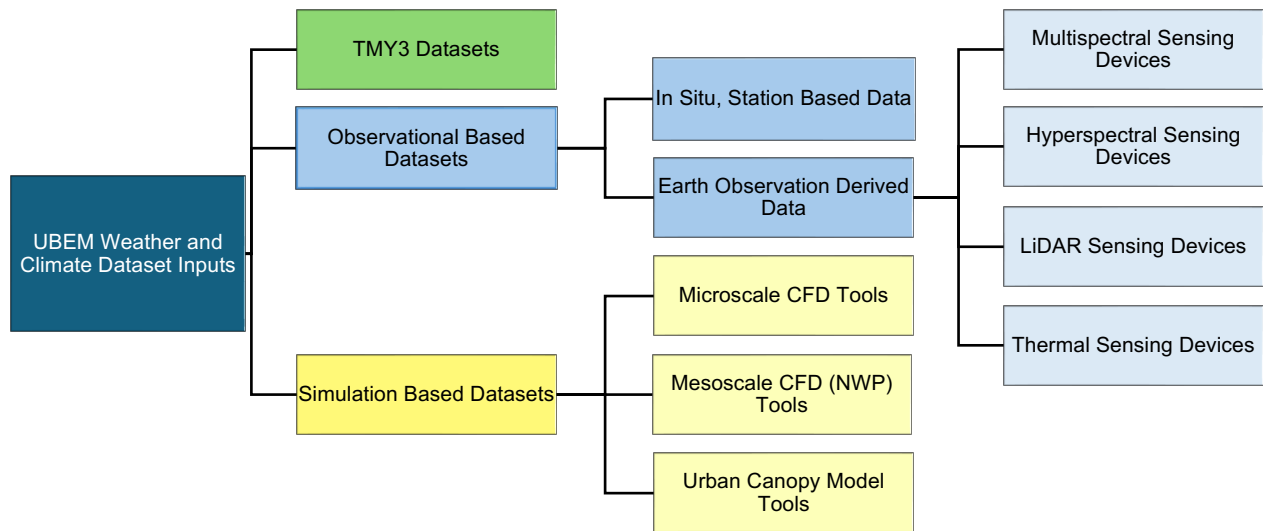 UBEM Weather and
Climate Dataset Inputs
TMY3 Datasets
Observational Based
Datasets
Simulation Based Datasets
In Situ, Station Based Data
Earth Observation Derived
Data
Microscale CFD Tools
Mesoscale CFD (NWP)
Tools
Urban Canopy Model
Tools
Multispectral Sensing
Devices
Hyperspectral Sensing
Devices
LiDAR Sensing Devices
Thermal Sensing Devices